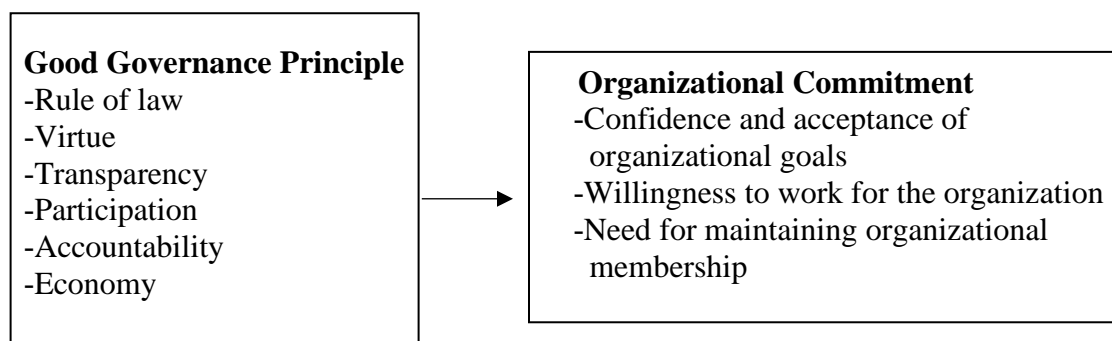 Good Governance Principle
-Rule of law
-Virtue
-Transparency
-Participation
-Accountability
-Economy
Organizational Commitment
-Confidence and acceptance of
organizational goals
-Willingness to work for the organization
-Need for maintaining organizational
membership